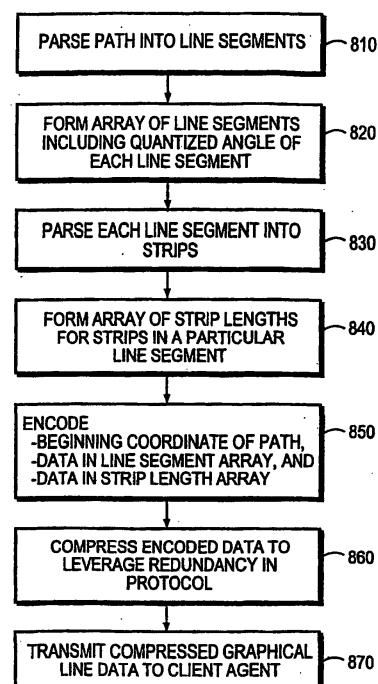 PARSE PATH INTO LINE SEGMENTS
810
FORM ARRAY OF LINE SEGMENTS
INCLUDING QUANTIZED ANGLE OF
EACH LINE SEGMENT
820
PARSE EACH LINE SEGMENT INTO
STRIPS
830
FORM ARRAY OF STRIP LENGTHS
FOR STRIPS IN A PARTICULAR
LINE SEGMENT
840
ENCODE
-BEGINNING COORDINATE OF PATH,
-DATA IN LINE SEGMENT ARRAY, AND
-DATA IN STRIP LENGTH ARRAY
850
COMPRESS ENCODED DATA TO
LEVERAGE REDUNDANCY IN
PROTOCOL
860
TRANSMIT COMPRESSED GRAPHICAL
LINE DATA TO CLIENT AGENT
870